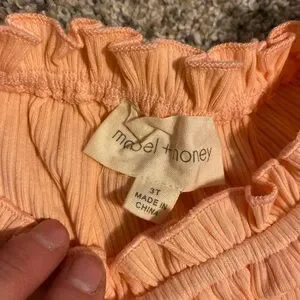 mabel + honey
3T
MADE IN
CHINA